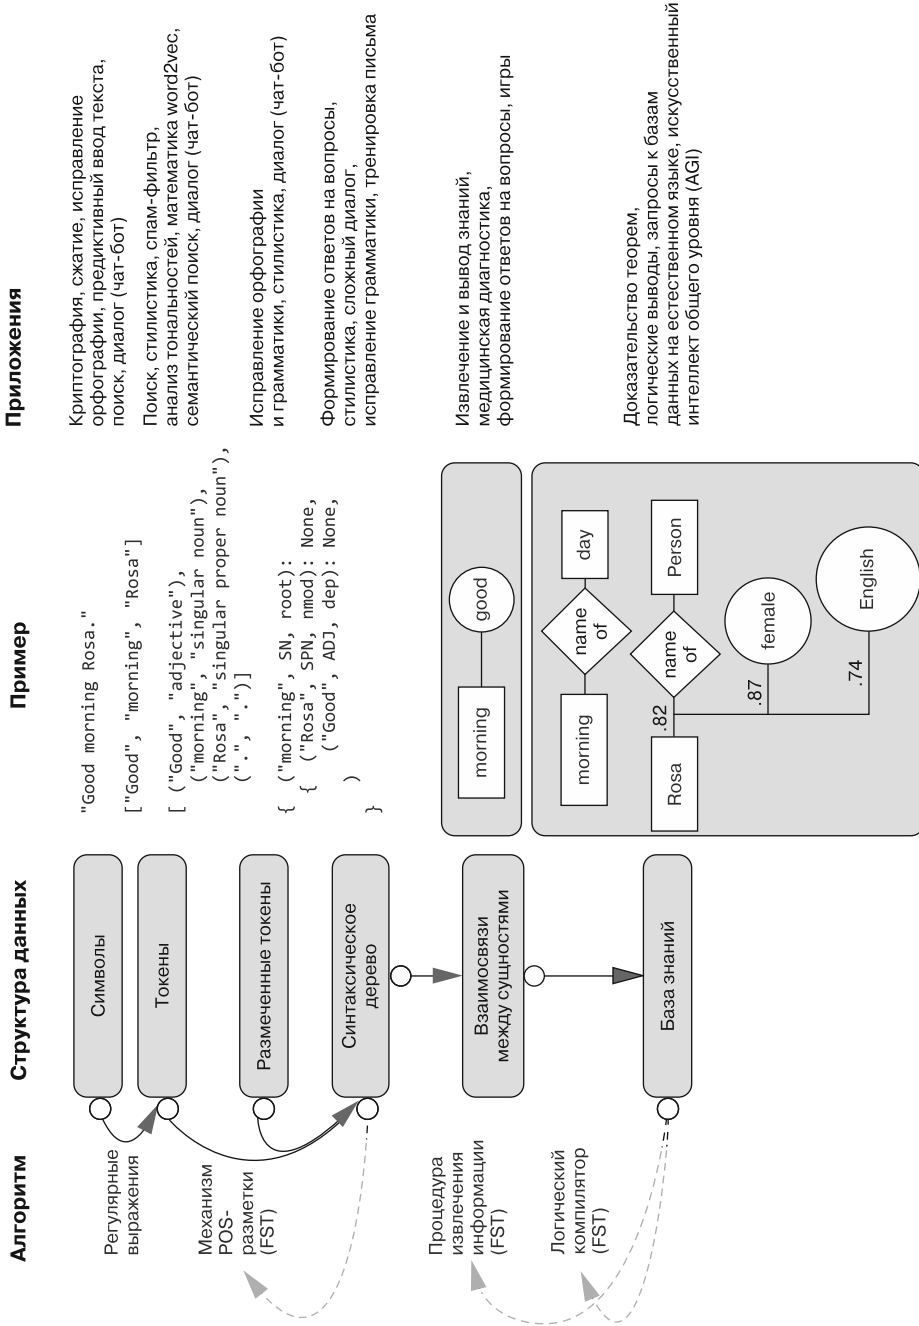 Алгоритм
Структура данных
Пример
Приложения
Регулярные
выражения
Механизм
POS-
разметки
(FST)
Процедура
извлечения
информации
(FST)
Логический
компилятор
(FST)
Символы
Токены
Размеченные токены
Синтаксическое
дерево
Взаимосвязи
между сущностями
База знаний
"Good morning Rosa."
["Good", "morning", "Rosa"]
[ ("Good", "adjective"),
("morning", "singular noun"),
("Rosa", "singular proper noun"),
(".", ".")]
{ ("morning", SN, root):
{ ("Rosa", SPN, nmod): None,
("Good", ADJ, dep): None,
)
}
morning
good
morning
name
of
day
Rosa
.82
name
of
Person
.87
female
.74
English
Криптография, сжатие, исправление
орфографии, предиктивный ввод текста,
поиск, диалог (чат-бот)
Поиск, стилистика, спам-фильтр,
анализ тональностей, математика word2vec,
семантический поиск, диалог (чат-бот)
Исправление орфографии
и грамматики, стилистика, диалог (чат-бот)
Формирование ответов на вопросы,
стилистика, сложный диалог,
исправление грамматики, тренировка письма
Извлечение и вывод знаний,
медицинская диагностика,
формирование ответов на вопросы, игры
Доказательство теорем,
логические выводы, запросы к базам
данных на естественном языке, искусственный
интеллект общего уровня (AGI)